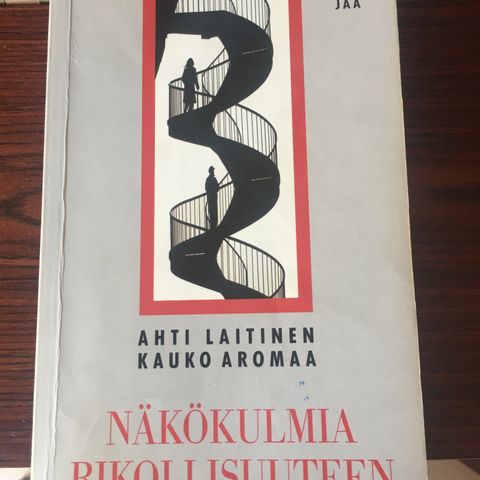 JAA
AHTI LAITINEN
KAUKO AROMAA
NÄKÖKULMIA
RIKOLLISUUTEEN